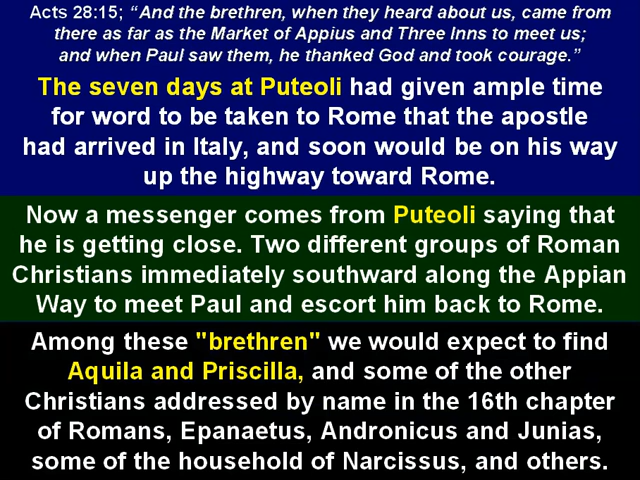 Acts 28:15; “And the brethren, when they heard about us, came from
there as far as the Market of Appius and Three Inns to meet us;
and when Paul saw them, he thanked God and took courage.”
The seven days at Puteoli had given ample time
for word to be taken to Rome that the apostle
had arrived in Italy, and soon would be on his way
up the highway toward Rome.
Now a messenger comes from Puteoli saying that
he is getting close. Two different groups of Roman
Christians immediately southward along the Appian
Way to meet Paul and escort him back to Rome.
Among these "brethren" we would expect to find
Aquila and Priscilla, and some of the other
Christians addressed by name in the 16th chapter
of Romans, Epanaetus, Andronicus and Junias,
some of the household of Narcissus, and others.